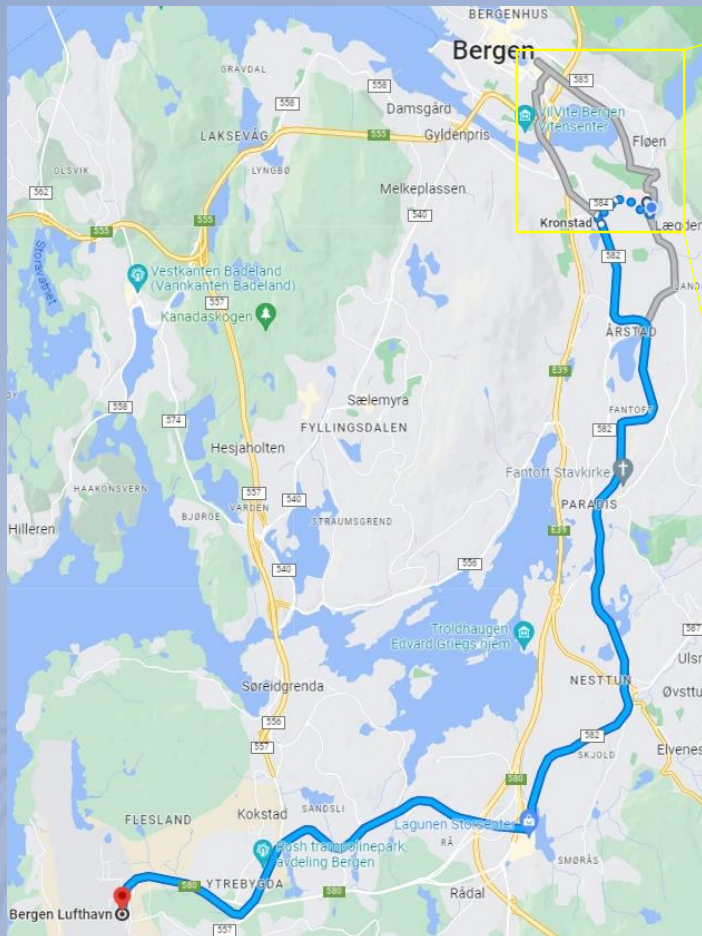 BERGENHUS
Bergen
GRAVDAL
558
558
585
Damsgård
VilVite Bergen
Vitensenter
LAKSEVÅG
555
Gyldenpris
Fløen
OLSVIK
LYNGBØ
562
Melkeplassen
584
540
555
555
Kronstad
Lægden
Storavatnet
582
Vestkanten Badeland
(Vannkanten Badeland)
557
Kanadaskogen
ÅRSTAD
E39
558
Sælemyra
574
FANTOFT
FYLLINGSDALEN
582
Hesjaholten
Fantoft Stavkirke
557
HAAKONSVERN
540
VARDEN
PARADIS
BJØRGE
STRAUMSGREND
Hilleren
E39
556
540
Troldhaugen,
Edvard Griegs hjem
587
Ulsm
NESTTUN
Søreidgrenda
Øvsttu
556
582
557
Elvenes
SKJOLD
580
FLESLAND
Kokstad
SANDSLI
Lagunen Storsenter
Rush trampolinepark
avdeling Bergen
RÅ
SMØRÅS
580
YTREBYGDA
580
Rådal
Bergen Lufthavn
557